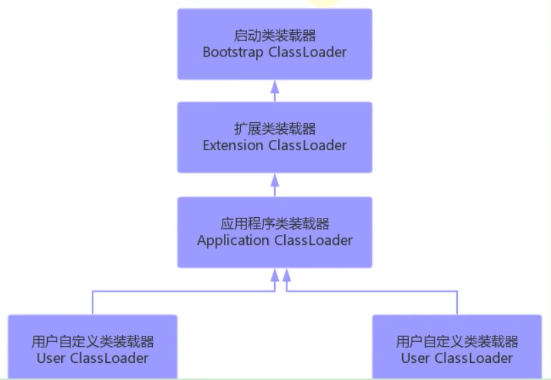 启动类装载器
Bootstrap ClassLoader
扩展类装载器
Extension ClassLoader
应用程序类装载器
Application ClassLoader
用户自定义类装载器
User ClassLoader
用户自定义类装载器
User ClassLoader